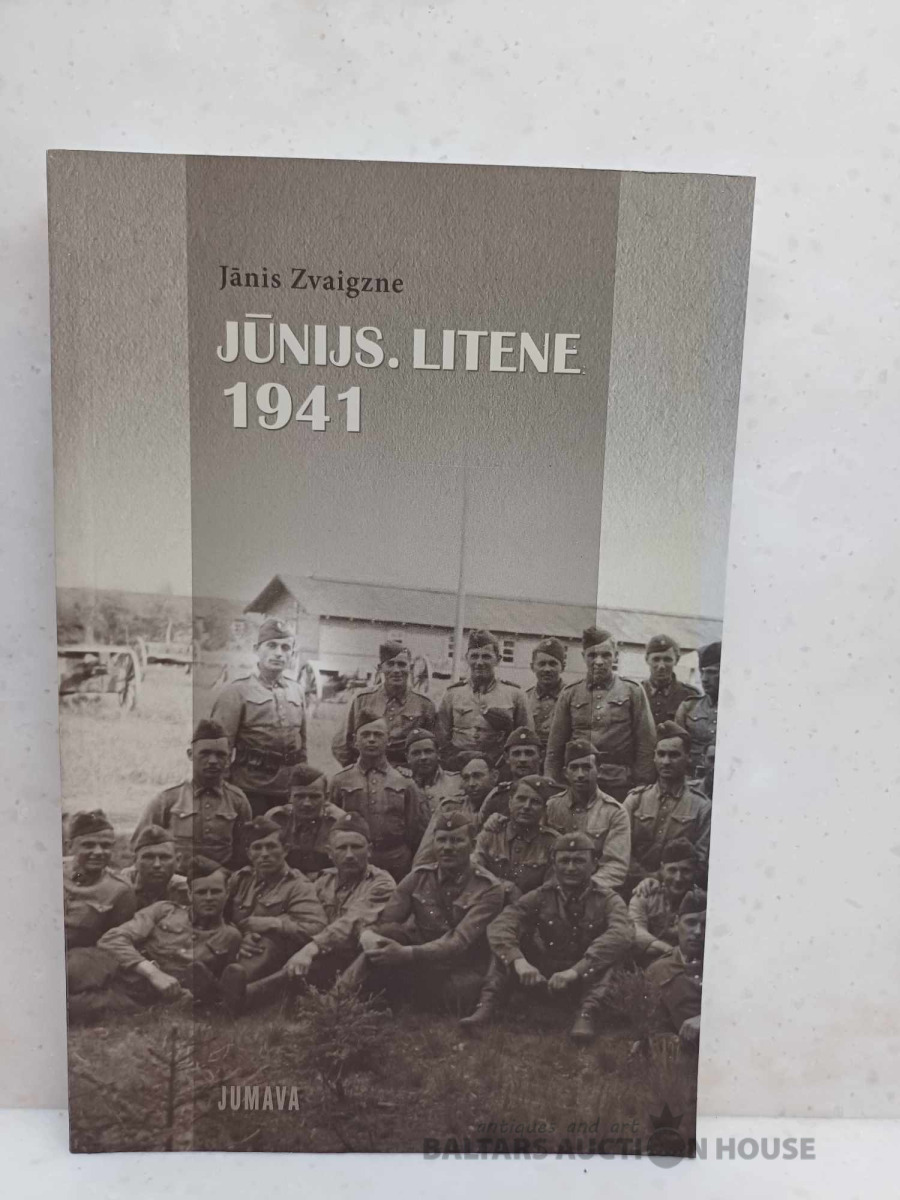 Jānis Zvaigzne
JŪNIJS. LITENE
1941
JUMAVA
antiques and art
BALTARS AUCTION HOUSE